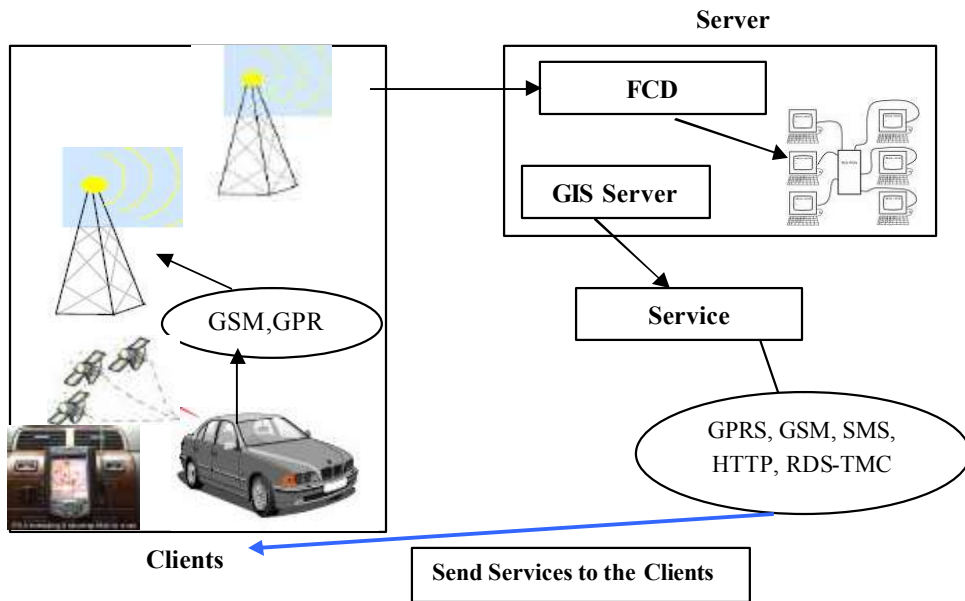 Server
FCD
GIS Server
GSM,GPR
Service
GPRS, GSM, SMS,
HTTP, RDS-TMC
Clients
Send Services to the Clients